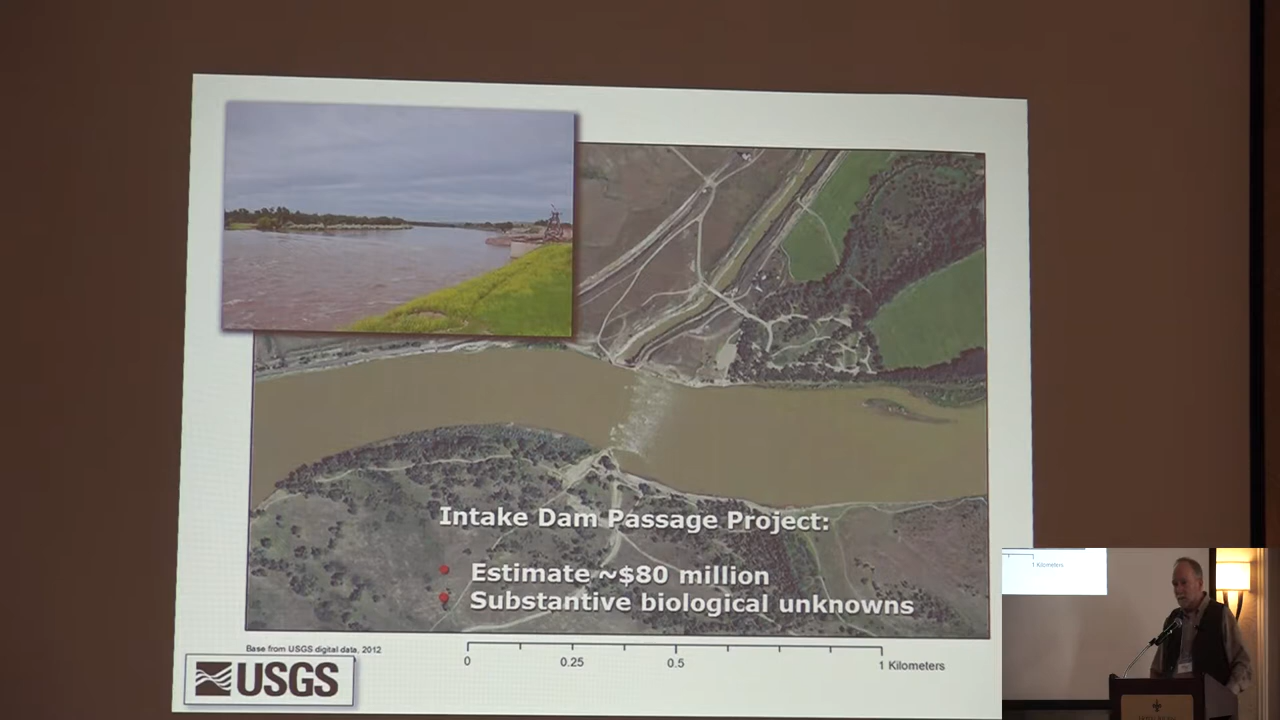 Intake Dam Passage Project:
Estimate ~$80 million
Substantive biological unknowns
Base from USGS digital data, 2012
0 0.25 0.5 1 Kilometers
USGS
1 Kilometers